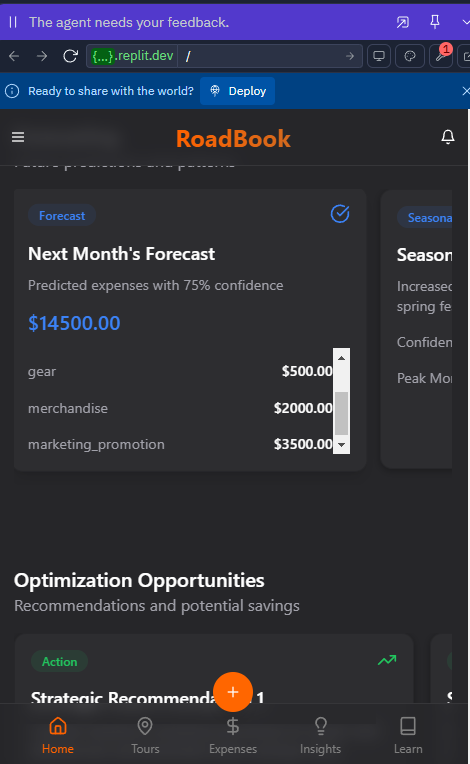 The agent needs your feedback.
{...}.replit.dev /
1
Ready to share with the world? Deploy
RoadBook
Future predictions and patterns
Forecast
Next Month's Forecast
Predicted expenses with 75% confidence
$14500.00
gear $500.00
merchandise $2000.00
marketing_promotion $3500.00
Seasona
Season
Increased
spring fe
Confiden
Peak Mo
Optimization Opportunities
Recommendations and potential savings
Action
Strategic Recommenda 1
+
Home Tours Expenses Insights Learn